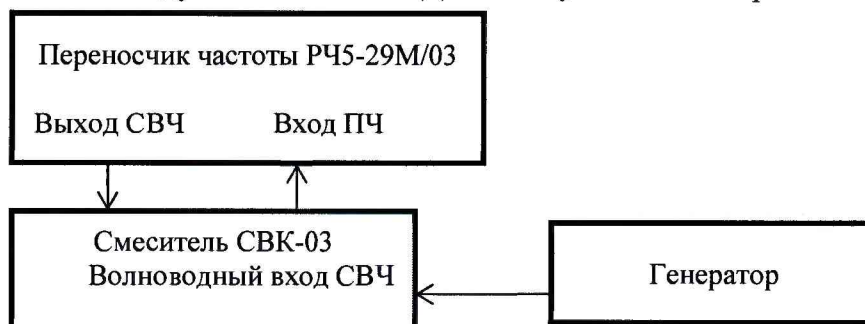 Переносчик частоты РЧ5-29М/03
Выход СВЧ Вход ПЧ
Смеситель СВК-03
Волноводный вход СВЧ
Генератор